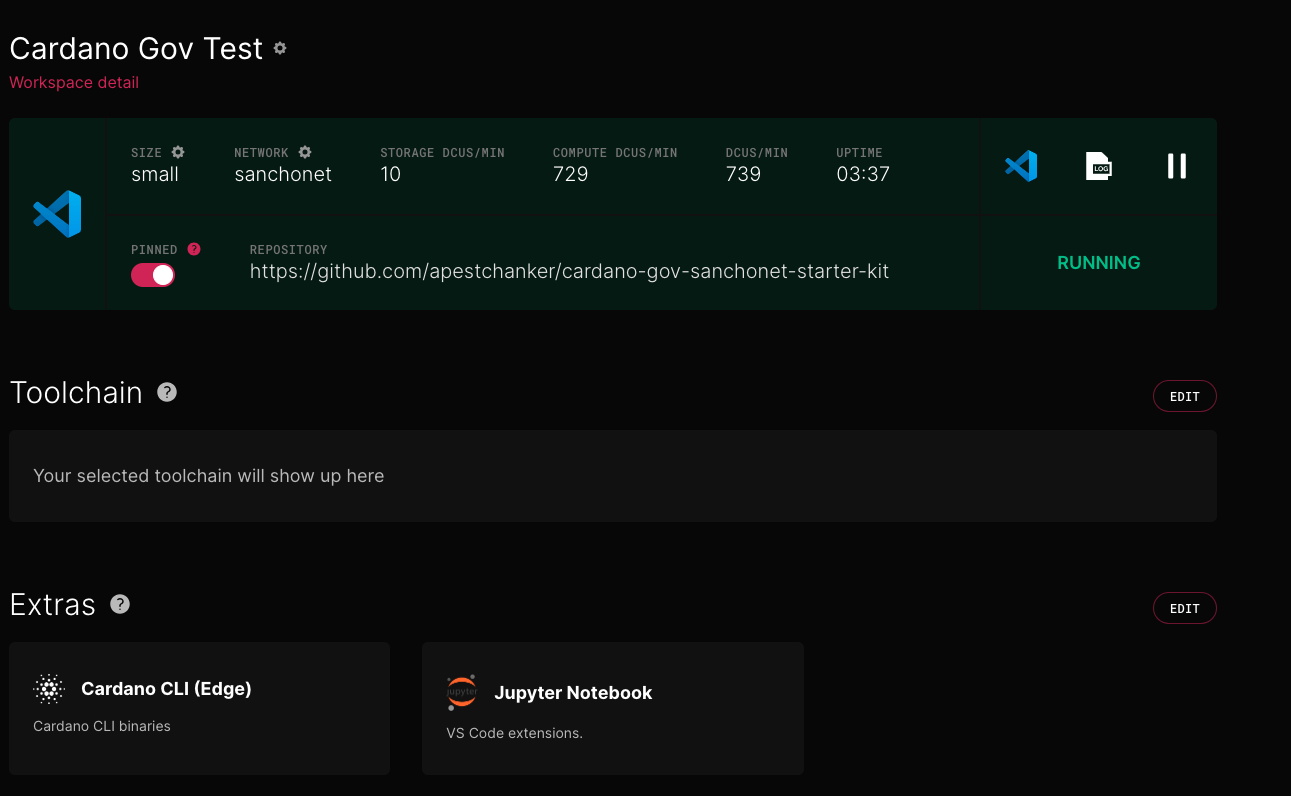 Cardano Gov Test
Workspace detail
SIZE NETWORK STORAGE DCUS/MIN COMPUTE DCUS/MIN DCUS/MIN UPTIME
small sanchonet 10 729 739 03:37
LOG
PINNED ? REPOSITORY
https://github.com/apestchanker/cardano-gov-sanchonet-starter-kit
RUNNING
Toolchain ?
EDIT
Your selected toolchain will show up here
Extras ?
EDIT
Cardano CLI (Edge)
Cardano CLI binaries
jupyter
Jupyter Notebook
VS Code extensions.